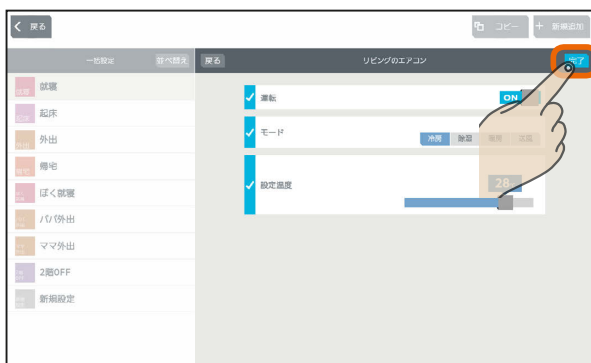 戻る
コピー
新規追加
一括設定
並べ替え
戻る
リビングのエアコン
完了
就寝
起床
外出
帰宅
ぼく就寝
パパ外出
ママ外出
2階OFF
新規設定
運転
ON
モード
冷房
除湿
暖房
設定温度
28